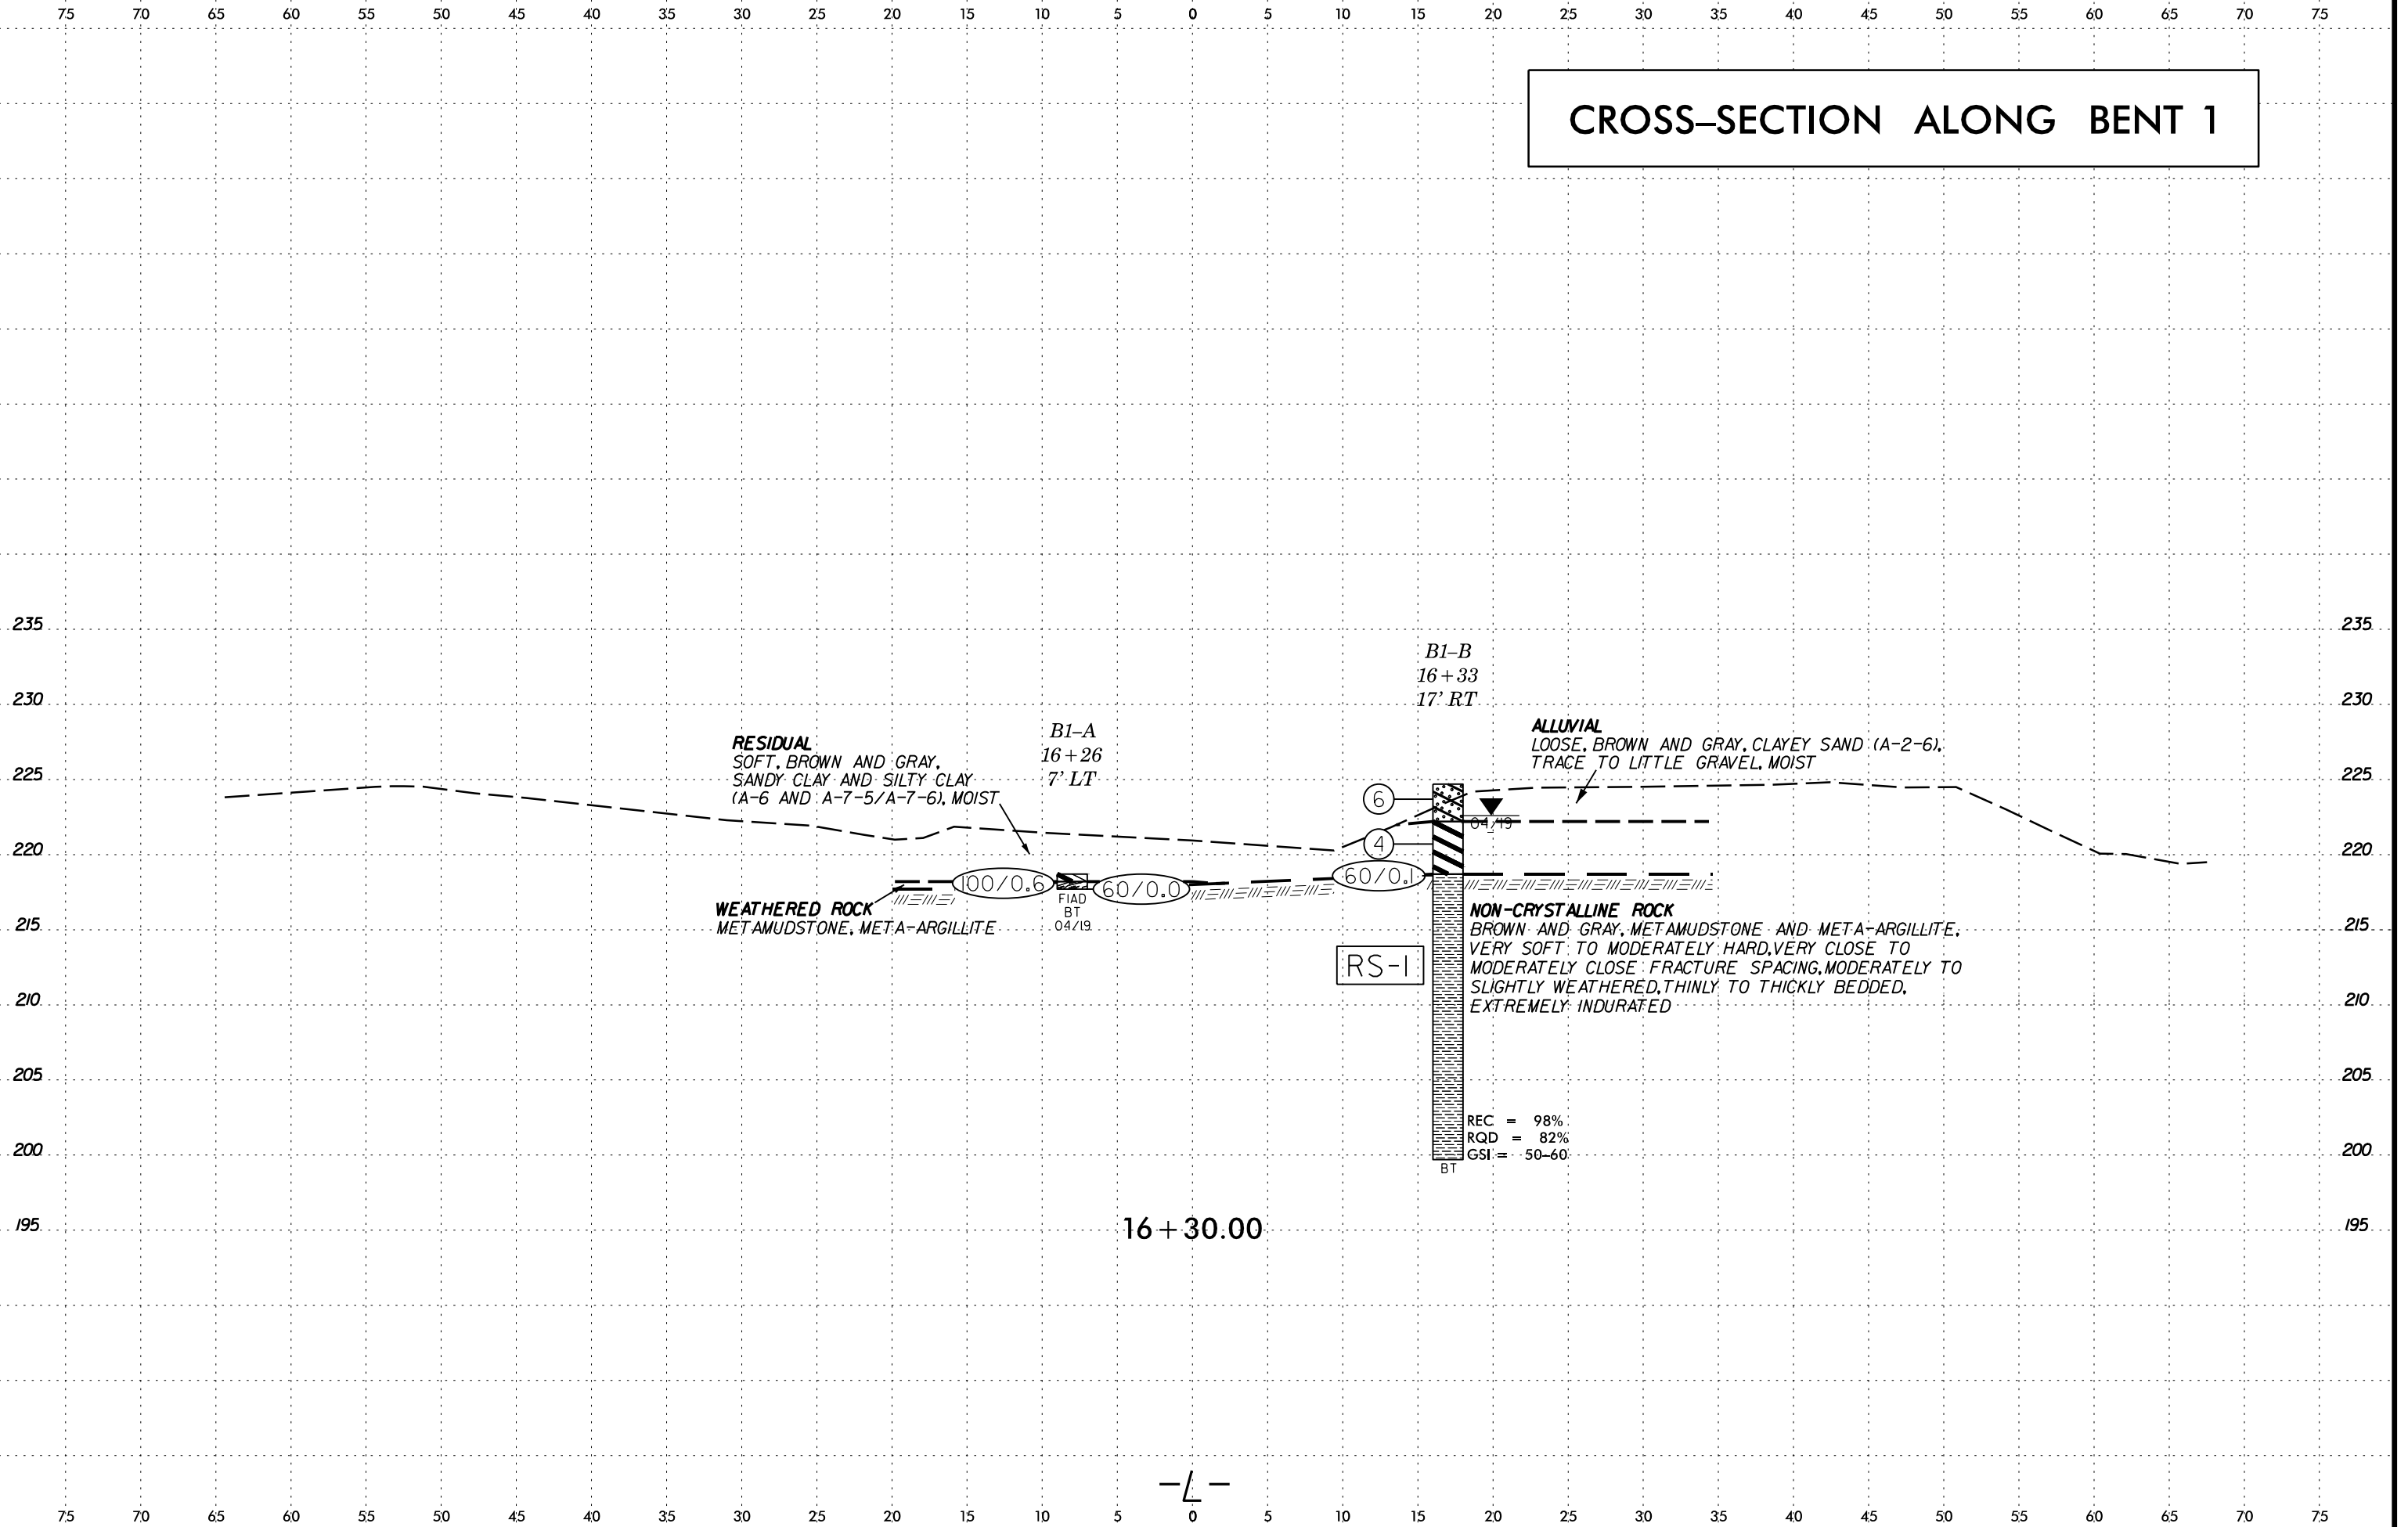 75 70 65 60 55 50 45 40 35 30 25 20 15 10 5 0 5 10 15 20 25 30 35 40 45 50 55 60 65 70 75
CROSS–SECTION ALONG BENT 1
235 235
B1–B
16+33
17' RT
230 230
B1–A
16+26
7' LT
RESIDUAL
SOFT, BROWN AND GRAY,
SANDY CLAY AND SILTY CLAY
(A-6 AND A-7-5/A-7-6), MOIST
ALLUVIAL
LOOSE, BROWN AND GRAY, CLAYEY SAND (A-2-6),
TRACE TO LITTLE GRAVEL, MOIST
225 225
6
04/19
4
220 220
100/0.6
60/0.0
60/0.1
FIAD
BT
04/19
WEATHERED ROCK
METAMUDSTONE, META-ARGILLITE
215 215
NON-CRYSTALLINE ROCK
BROWN AND GRAY, METAMUDSTONE AND META-ARGILLITE,
VERY SOFT TO MODERATELY HARD, VERY CLOSE TO
MODERATELY CLOSE FRACTURE SPACING, MODERATELY TO
SLIGHTLY WEATHERED, THINLY TO THICKLY BEDDED,
EXTREMELY INDURATED
RS-1
210 210
205 205
REC = 98%
RQD = 82%
GSI = 50–60
200 200
BT
195 195
16+30.00
-L-
75 70 65 60 55 50 45 40 35 30 25 20 15 10 5 0 5 10 15 20 25 30 35 40 45 50 55 60 65 70 75